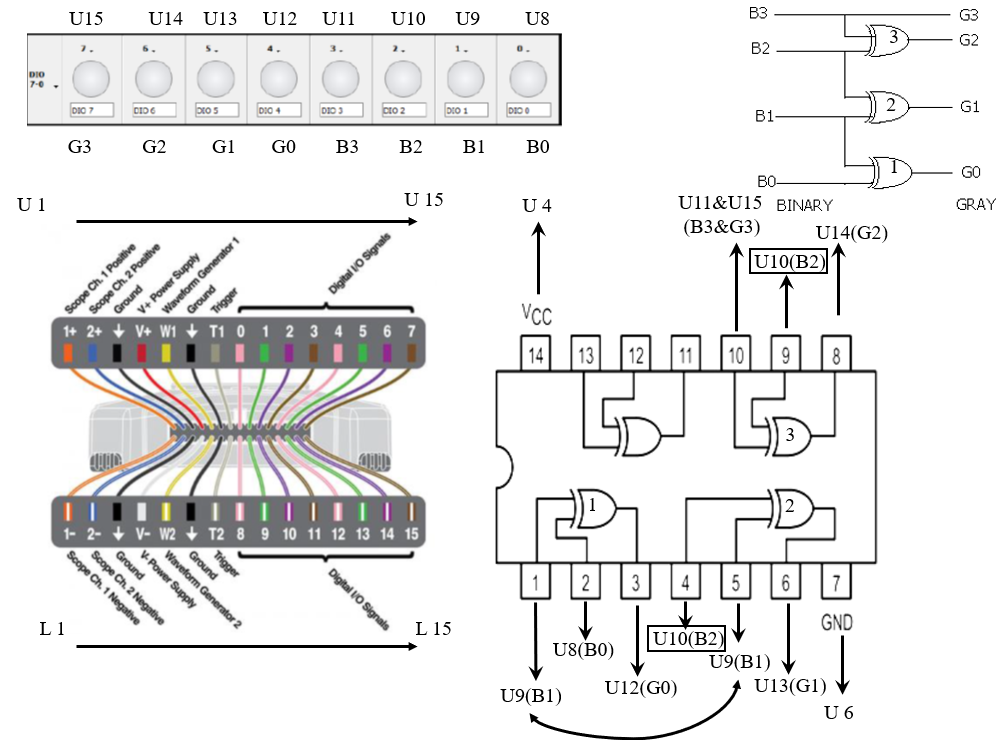 U15 U14 U13 U12 U11 U10 U9 U8
7 6 5 4 3 2 1 0
DIO 7-0
DIO 7 DIO 6 DIO 5 DIO 4 DIO 3 DIO 2 DIO 1 DIO 0
G3 G2 G1 G0 B3 B2 B1 B0
B3 G3
3 G2
B2
2 G1
B1
1 G0
B0
BINARY GRAY
U 1 U 15
Scope Ch. 1 Positive
Scope Ch. 2 Positive
Ground
V+ Power Supply
Waveform Generator 1
Ground
Trigger
Digital I/O Signals
1+ 2+ V+ W1 T1 0 1 2 3 4 5 6 7
1- 2- V- W2 T2 8 9 10 11 12 13 14 15
Scope Ch. 1 Negative
Scope Ch. 2 Negative
Ground
V- Power Supply
Waveform Generator 2
Ground
Trigger
Digital I/O Signals
L 1 L 15
U 4
U11&U15
(B3&G3)
U14(G2)
U10(B2)
VCC
14 13 12 11 10 9 8
3
1 2
1 2 3 4 5 6 7
GND
U8(B0)
U10(B2)
U9(B1)
U12(G0)
U13(G1)
U9(B1)
U 6